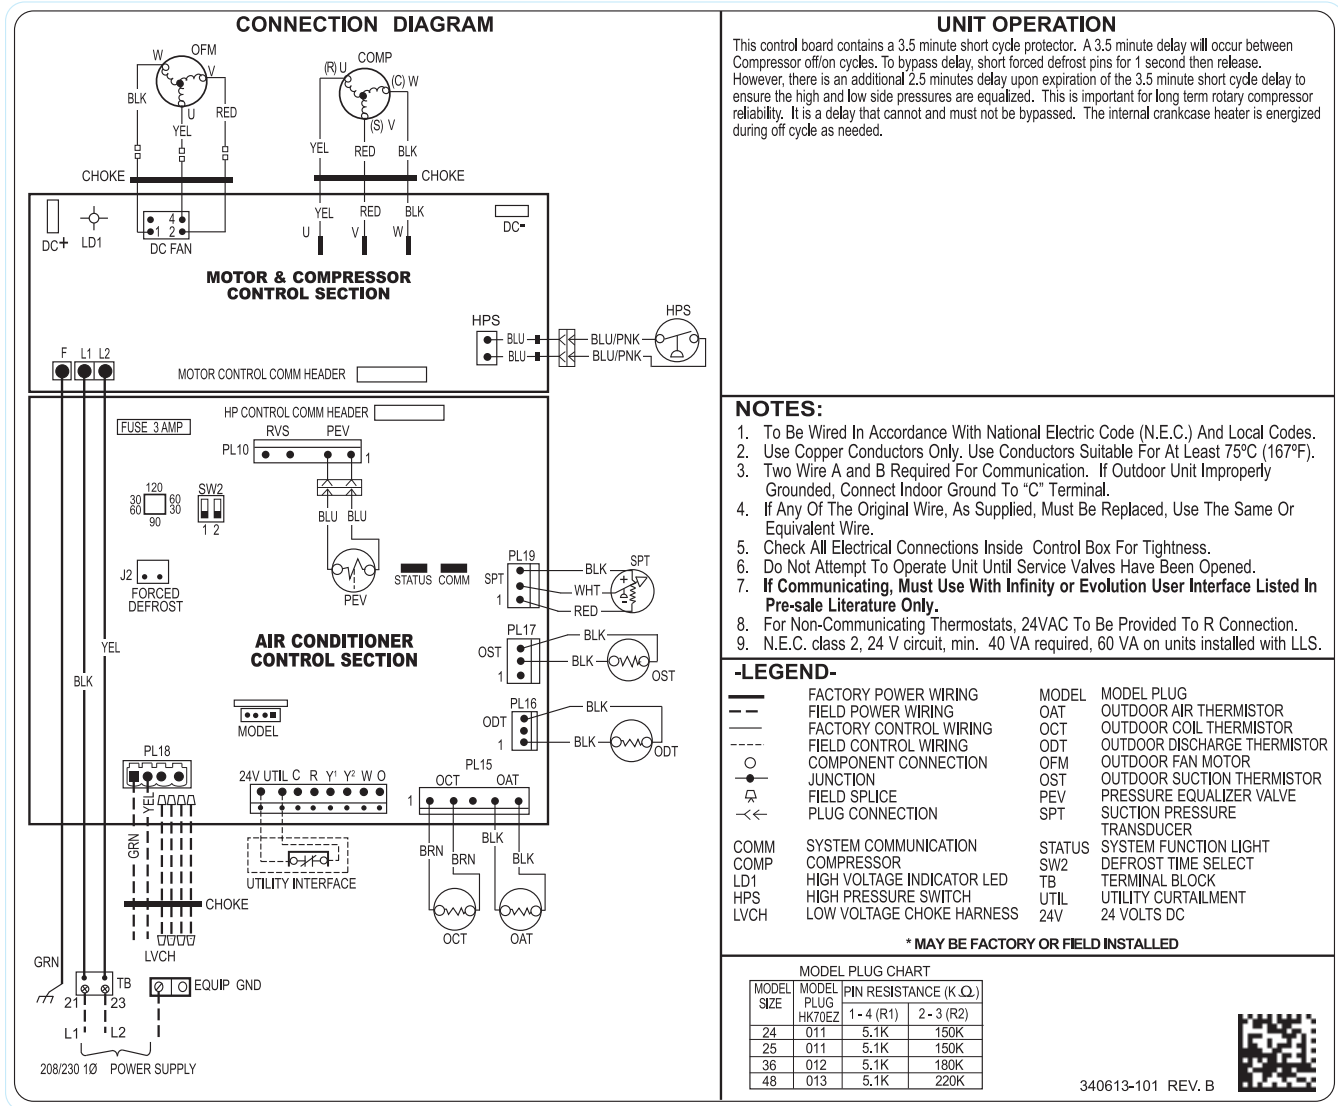 CONNECTION DIAGRAM
W
OFM
V
U
BLK
YEL
RED
COMP
(R) U
(C) W
(S) V
YEL
RED
BLK
CHOKE
CHOKE
YEL
RED
BLK
U
V
W
DC+
LD1
4
1 2
DC FAN
DC-
MOTOR & COMPRESSOR
CONTROL SECTION
HPS
BLU
BLU
BLU/PNK
BLU/PNK
HPS
F L1 L2
MOTOR CONTROL COMM HEADER
HP CONTROL COMM HEADER
FUSE 3 AMP
RVS PEV
PL10
1
120
30 60
60 30
90
SW2
1 2
BLU BLU
PEV
J2
FORCED
DEFROST
STATUS COMM
PL19
SPT
1
BLK
WHT
RED
SPT
+
-
PL17
OST
1
BLK
BLK
OST
PL16
ODT
1
BLK
BLK
ODT
AIR CONDITIONER
CONTROL SECTION
YEL
BLK
MODEL
PL18
24V UTIL C R Y¹ Y² W O
PL15
OCT OAT
1
YEL
GRN
BRN
BRN
BLK
BLK
UTILITY INTERFACE
CHOKE
OCT
OAT
LVCH
GRN
TB
21 23
EQUIP GND
L1 L2
208/230 1Ø POWER SUPPLY
UNIT OPERATION
This control board contains a 3.5 minute short cycle protector. A 3.5 minute delay will occur between
Compressor off/on cycles. To bypass delay, short forced defrost pins for 1 second then release.
However, there is an additional 2.5 minutes delay upon expiration of the 3.5 minute short cycle delay to
ensure the high and low side pressures are equalized. This is important for long term rotary compressor
reliability. It is a delay that cannot and must not be bypassed. The internal crankcase heater is energized
during off cycle as needed.
NOTES:
1. To Be Wired In Accordance With National Electric Code (N.E.C.) And Local Codes.
2. Use Copper Conductors Only. Use Conductors Suitable For At Least 75ºC (167ºF).
3. Two Wire A and B Required For Communication. If Outdoor Unit Improperly
Grounded, Connect Indoor Ground To “C” Terminal.
4. If Any Of The Original Wire, As Supplied, Must Be Replaced, Use The Same Or
Equivalent Wire.
5. Check All Electrical Connections Inside Control Box For Tightness.
6. Do Not Attempt To Operate Unit Until Service Valves Have Been Opened.
7. If Communicating, Must Use With Infinity or Evolution User Interface Listed In
Pre-sale Literature Only.
8. For Non-Communicating Thermostats, 24VAC To Be Provided To R Connection.
9. N.E.C. class 2, 24 V circuit, min. 40 VA required, 60 VA on units installed with LLS.
-LEGEND-
FACTORY POWER WIRING
FIELD POWER WIRING
FACTORY CONTROL WIRING
FIELD CONTROL WIRING
COMPONENT CONNECTION
JUNCTION
FIELD SPLICE
PLUG CONNECTION
COMM SYSTEM COMMUNICATION
COMP COMPRESSOR
LD1 HIGH VOLTAGE INDICATOR LED
HPS HIGH PRESSURE SWITCH
LVCH LOW VOLTAGE CHOKE HARNESS
MODEL MODEL PLUG
OAT OUTDOOR AIR THERMISTOR
OCT OUTDOOR COIL THERMISTOR
ODT OUTDOOR DISCHARGE THERMISTOR
OFM OUTDOOR FAN MOTOR
OST OUTDOOR SUCTION THERMISTOR
PEV PRESSURE EQUALIZER VALVE
SPT SUCTION PRESSURE
TRANSDUCER
STATUS SYSTEM FUNCTION LIGHT
SW2 DEFROST TIME SELECT
TB TERMINAL BLOCK
UTIL UTILITY CURTAILMENT
24V 24 VOLTS DC
* MAY BE FACTORY OR FIELD INSTALLED
MODEL PLUG CHART
MODEL SIZE MODEL PLUG HK70EZ PIN RESISTANCE (K Ω)
1 - 4 (R1) 2 - 3 (R2)
24 011 5.1K 150K
25 011 5.1K 150K
36 012 5.1K 180K
48 013 5.1K 220K
340613-101 REV. B